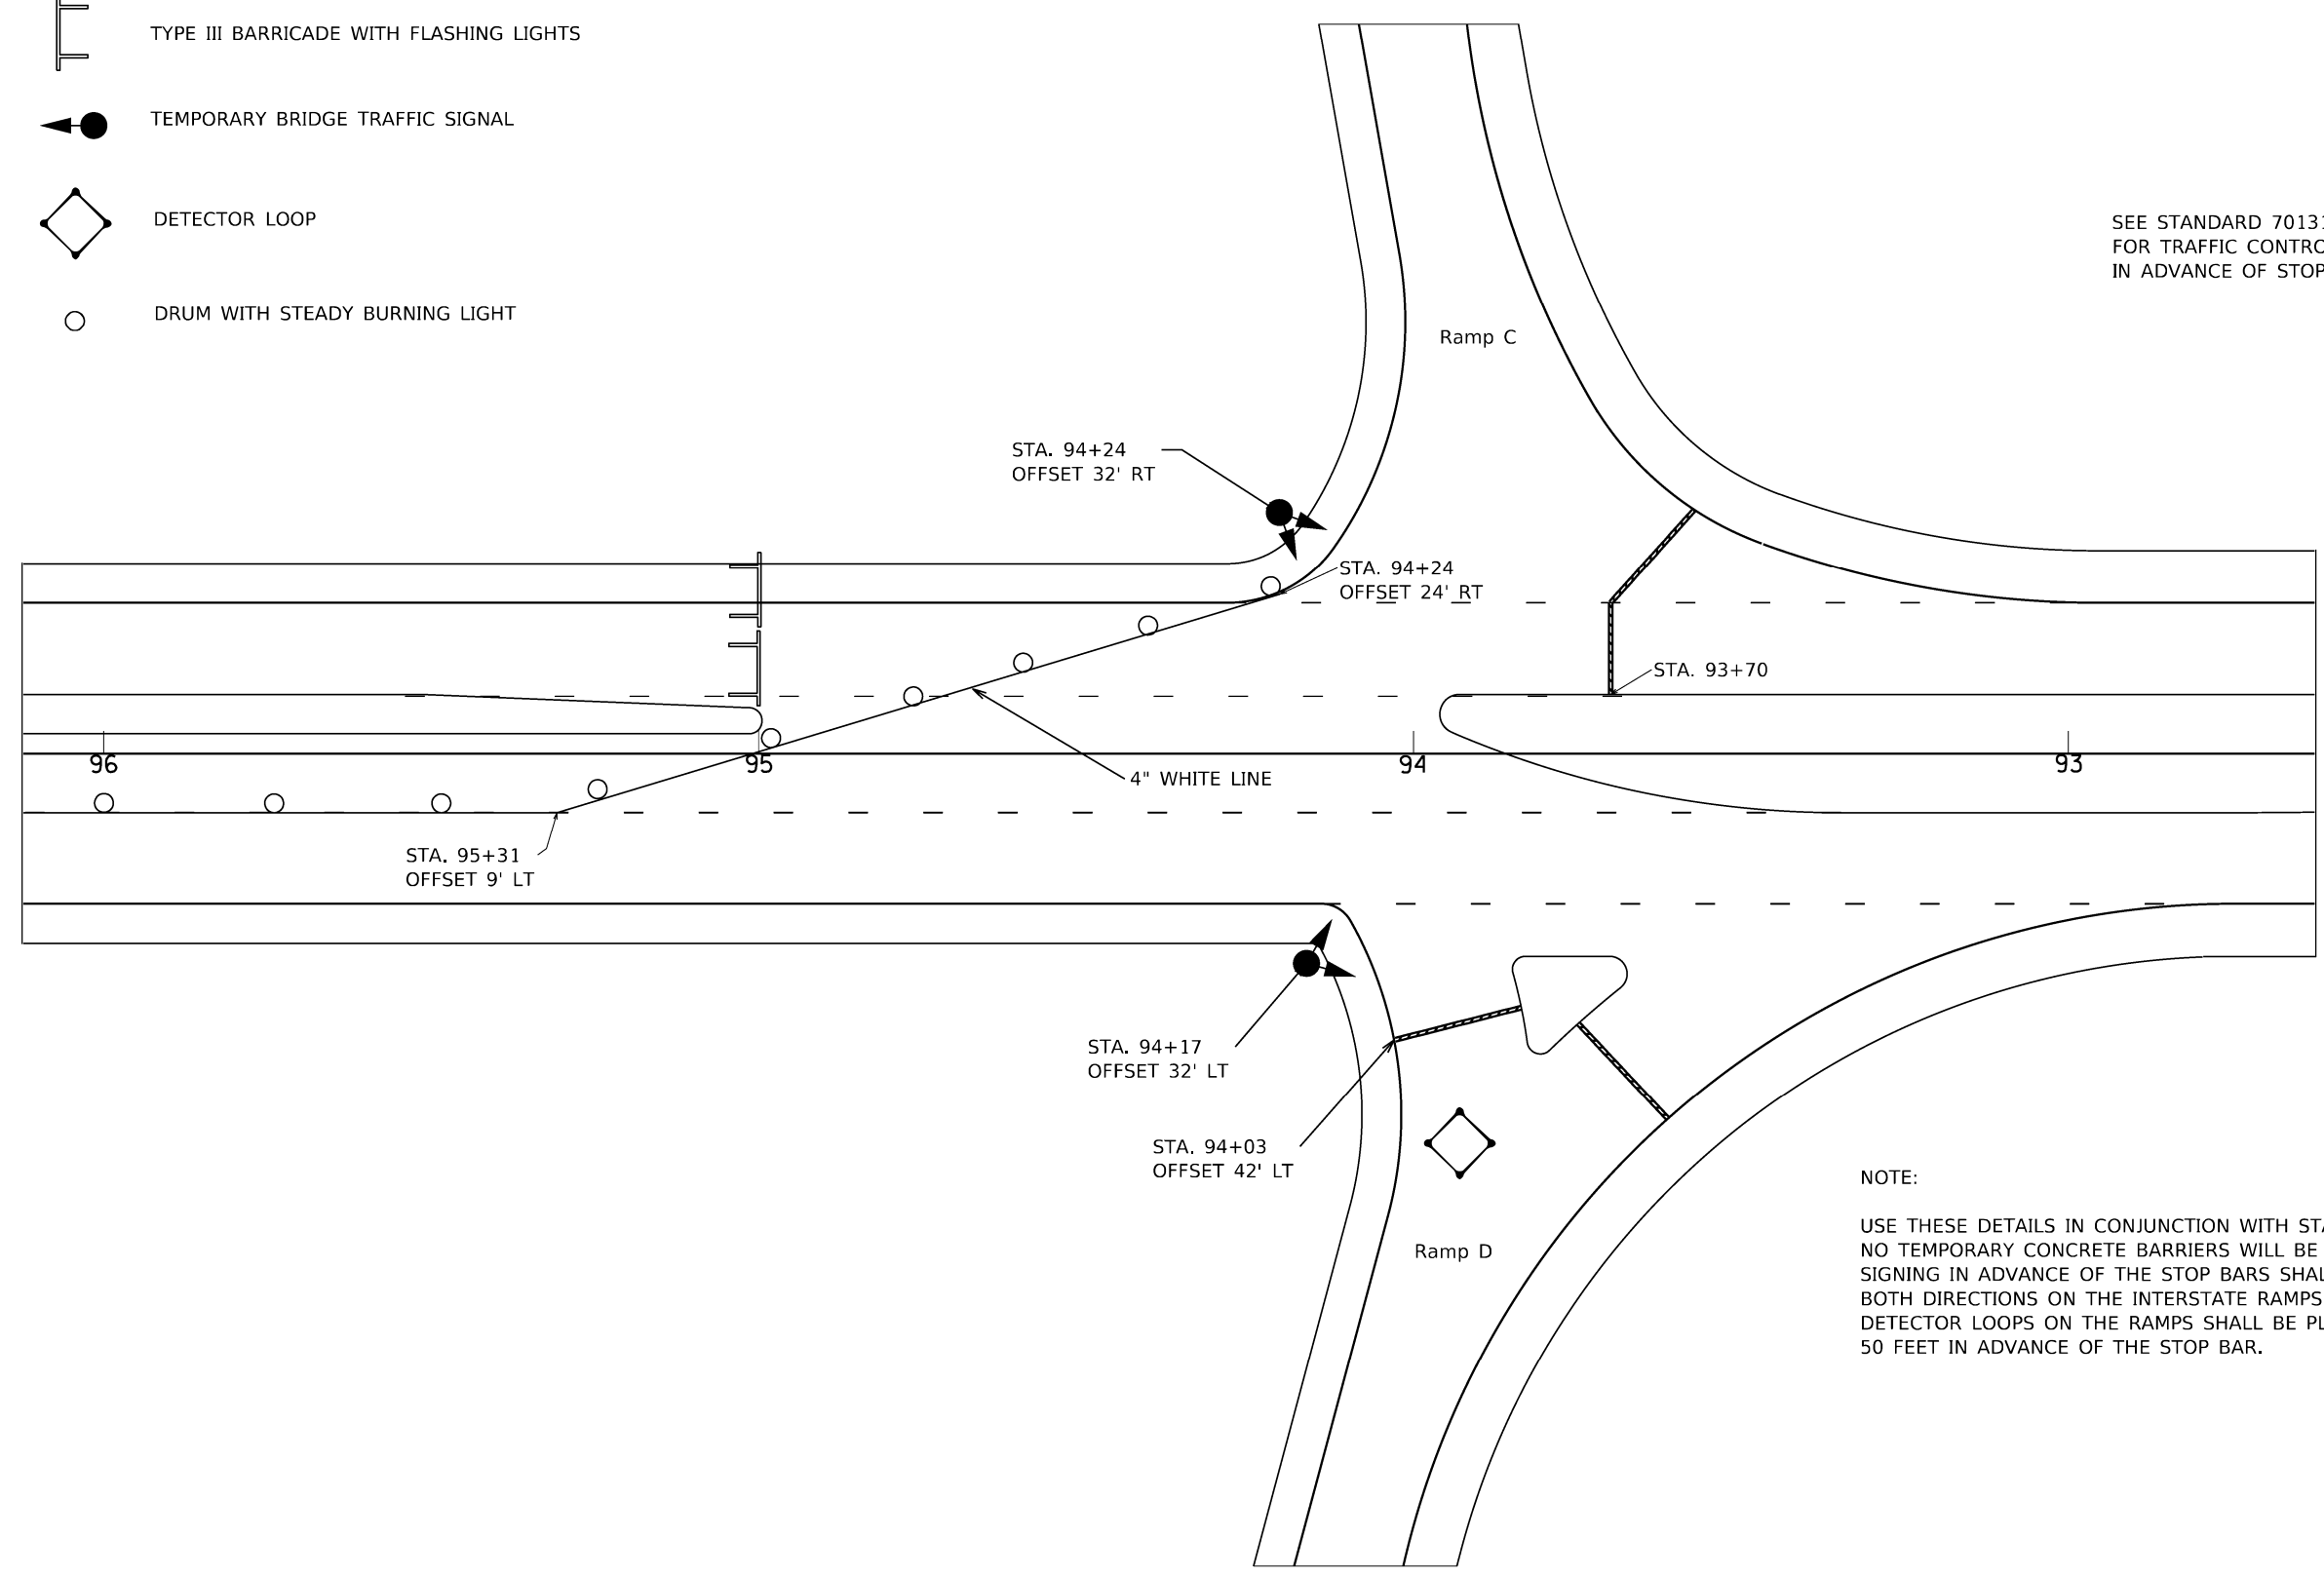 TYPE III BARRICADE WITH FLASHING LIGHTS
TEMPORARY BRIDGE TRAFFIC SIGNAL
DETECTOR LOOP
DRUM WITH STEADY BURNING LIGHT
SEE STANDARD
FOR TRAFFIC
IN ADVANCE OF
Ramp C
STA. 94+24
OFFSET 32' RT
STA. 94+24
OFFSET 24' RT
STA. 93+70
96
95
94
93
4" WHITE LINE
STA. 95+31
OFFSET 9' LT
STA. 94+17
OFFSET 32' LT
STA. 94+03
OFFSET 42' LT
Ramp D
NOTE:
USE THESE DETAILS IN CONJUNCTION WITH
NO TEMPORARY CONCRETE BARRIERS WILL BE
SIGNING IN ADVANCE OF THE STOP BARS
BOTH DIRECTIONS ON THE INTERSTATE RAMPS
DETECTOR LOOPS ON THE RAMPS SHALL BE
50 FEET IN ADVANCE OF THE STOP BAR.